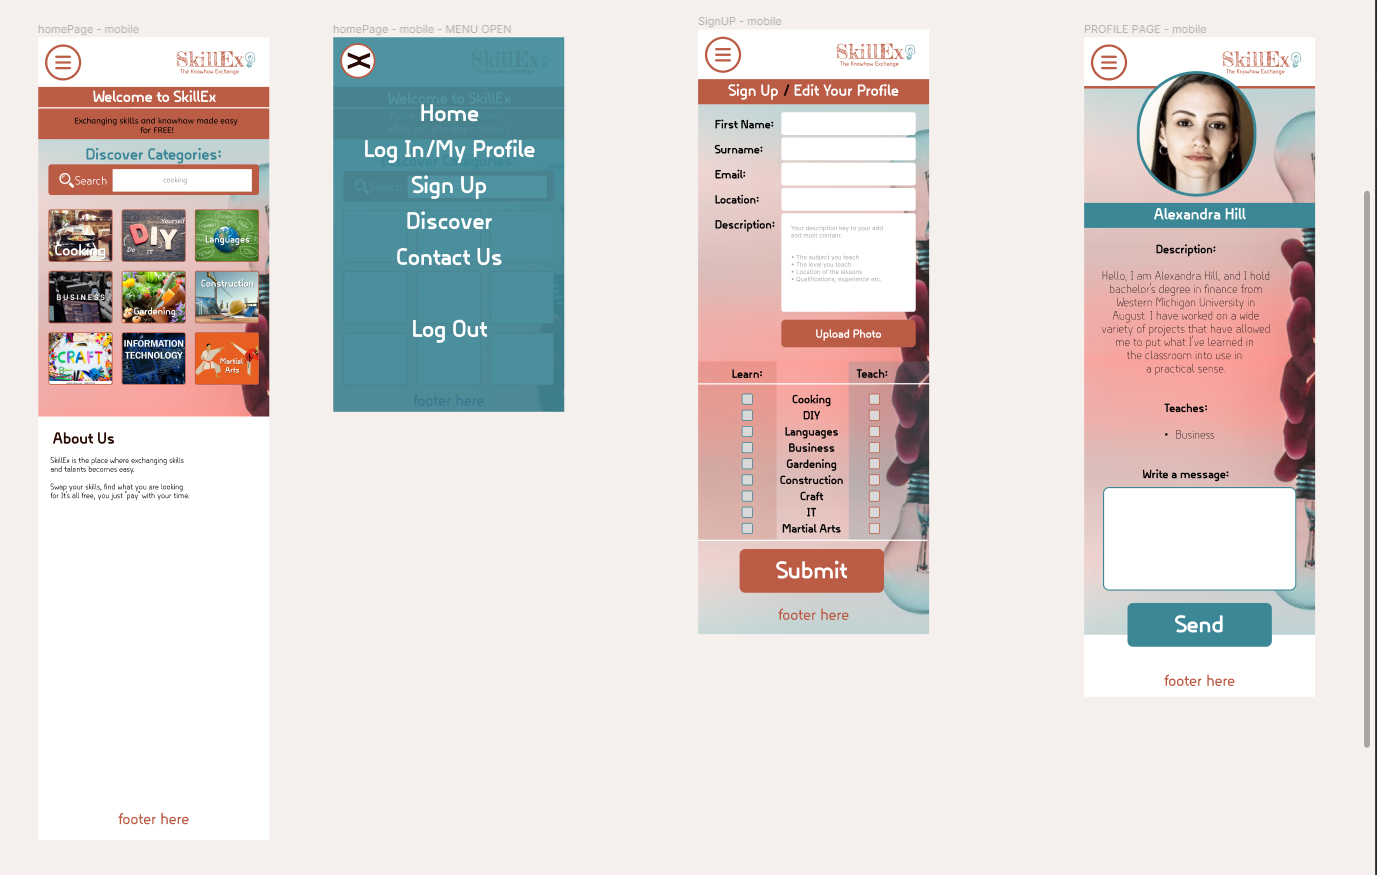 homePage - mobile
SkillEx
The Knowhow Exchange
Welcome to SkillEx
Exchanging skills and knowhow made easy
for FREE!
Discover Categories:
Search
cooking
Cooking
Do
DIY
Yourself
IT
Languages
BUSINESS
Gardening
Construction
CRAFT
INFORMATION
TECHNOLOGY
Martial
Arts
About Us
SkillEx is the place where exchanging skills
and talents becomes easy.
Swap your skills, find what you are looking
for It's all free, you just "pay" with your time.
footer here
homePage - mobile - MENU OPEN
SkillEx
The Knowhow Exchange
Welcome to SkillEx
Home
Log In/My Profile
Search
Sign Up
Discover
Contact Us
Log Out
footer here
SignUP - mobile
SkillEx
The Knowhow Exchange
Sign Up / Edit Your Profile
First Name:
Surname:
Email:
Location:
Description:
Your description key to your add
and must contain:
• The subject you teach
• The level you teach
• Location of the lessons
• Qualifications, experience etc.
Upload Photo
Learn:
Teach:
Cooking
DIY
Languages
Business
Gardening
Construction
Craft
IT
Martial Arts
Submit
footer here
PROFILE PAGE - mobile
SkillEx
The Knowhow Exchange
Alexandra Hill
Description:
Hello, I am Alexandra Hill, and I hold
bachelor's degree in finance from
Western Michigan University in
August. I have worked on a wide
variety of projects that have allowed
me to put what I've learned in
the classroom into use in
a practical sense.
Teaches:
• Business
Write a message:
Send
footer here